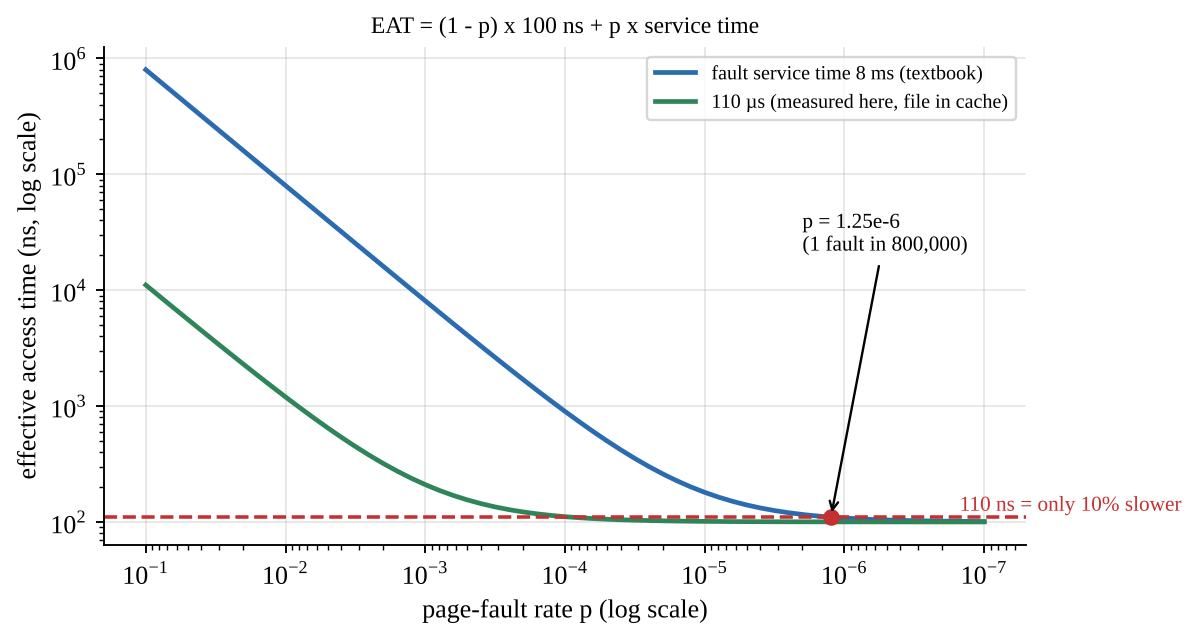 EAT = (1 - p) x 100 ns + p x service time
fault service time 8 ms (textbook)
110 µs (measured here, file in cache)
effective access time (ns, log scale)
10⁶
10⁵
10⁴
10³
10²
p = 1.25e-6
(1 fault in 800,000)
110 ns = only 10% slower
10⁻¹ 10⁻² 10⁻³ 10⁻⁴ 10⁻⁵ 10⁻⁶ 10⁻⁷
page-fault rate p (log scale)